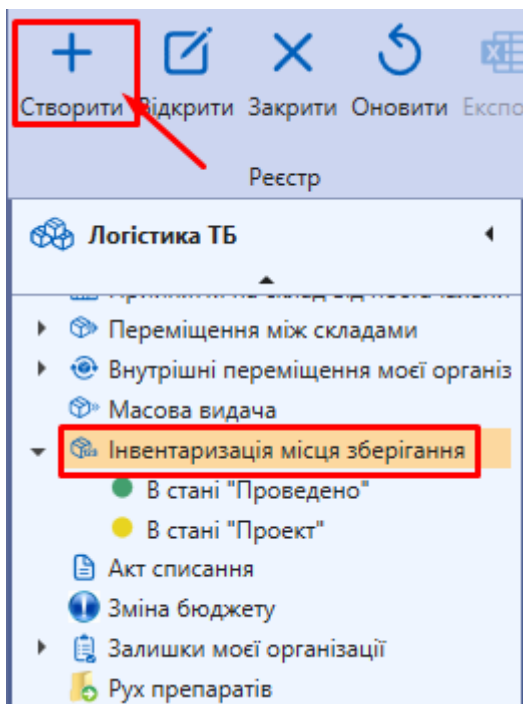 Створити Відкрити Закрити Оновити Експо
Реєстр
Логістика ТБ
Переміщення між складами
Внутрішні переміщення моєї організ
Масова видача
Інвентаризація місця зберігання
В стані "Проведено"
В стані "Проект"
Акт списання
Зміна бюджету
Залишки моєї організації
Рух препаратів